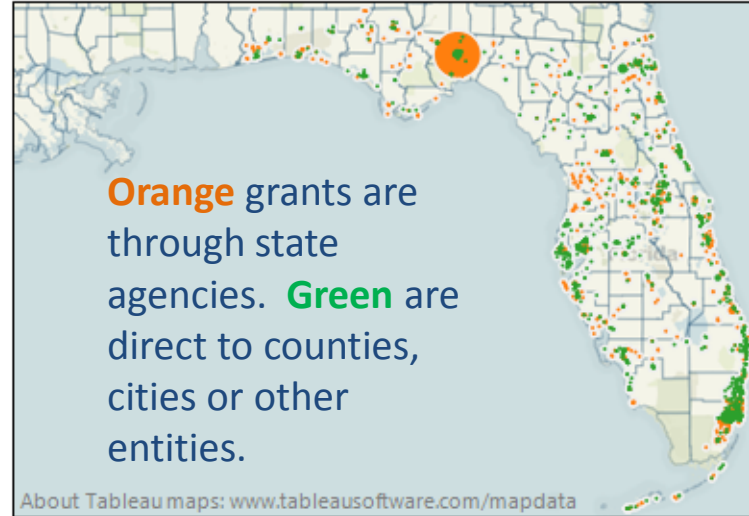 Orange grants are
through state
agencies. Green are
direct to counties,
cities or other
entities.
About Tableau maps: www.tableausoftware.com/mapdata